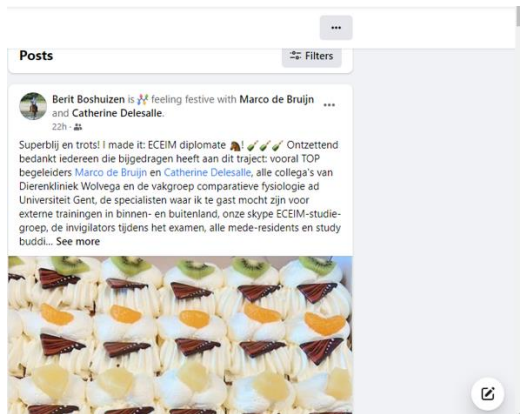 Posts
Filters
Berit Boshuizen is feeling festive with Marco de Bruijn
and Catherine Delesalle.
22h
Superblij en trots! I made it: ECEIM diplomate ! Ontzettend
bedankt iedereen die bijgedragen heeft aan dit traject: vooral TOP
begeleiders Marco de Bruijn en Catherine Delesalle, alle collega's van
Dierenkliniek Wolvega en de vakgroep comparatieve fysiologie ad
Universiteit Gent, de specialisten waar ik te gast mocht zijn voor
externe trainingen in binnen- en buitenland, onze skype ECEIM-studie-
groep, de invigilators tijdens het examen, alle mede-residents en study
buddi... See more